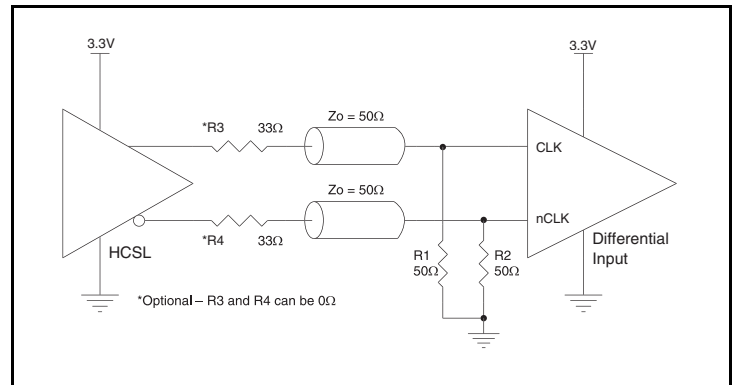 3.3V
3.3V
*R3 33Ω
Zo = 50Ω
CLK
Zo = 50Ω
nCLK
*R4 33Ω
HCSL
R1
50Ω
R2
50Ω
Differential
Input
*Optional – R3 and R4 can be 0Ω